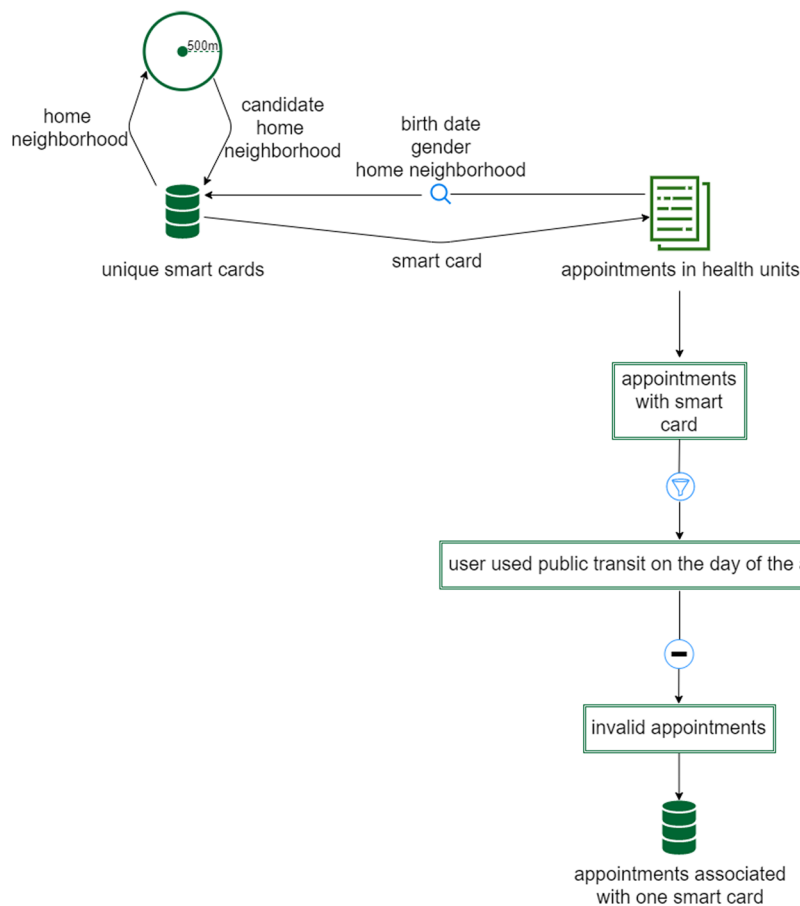 500m
home
neighborhood
candidate
home
neighborhood
birth date
gender
home neighborhood
unique smart cards
smart card
appointments in health units
appointments
with smart
card
user used public transit on the day of the
invalid appointments
appointments associated
with one smart card